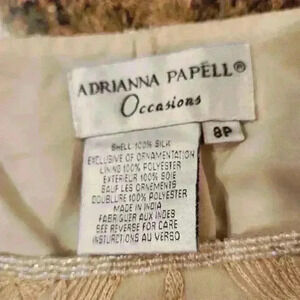 ADRIANNA PAPELL®
Occasions
8P
SHELL 100% SILK
EXCLUSIVE OF ORNAMENTATION
LINING 100% POLYESTER
EXTERIEUR 100% SOIE
SAUF LES ORNEMENTS
DOUBLURE 100% POLYESTER
MADE IN INDIA
FABRIQUER AUX INDES
SEE REVERSE FOR CARE
INSTURCTIONS AU VERSO